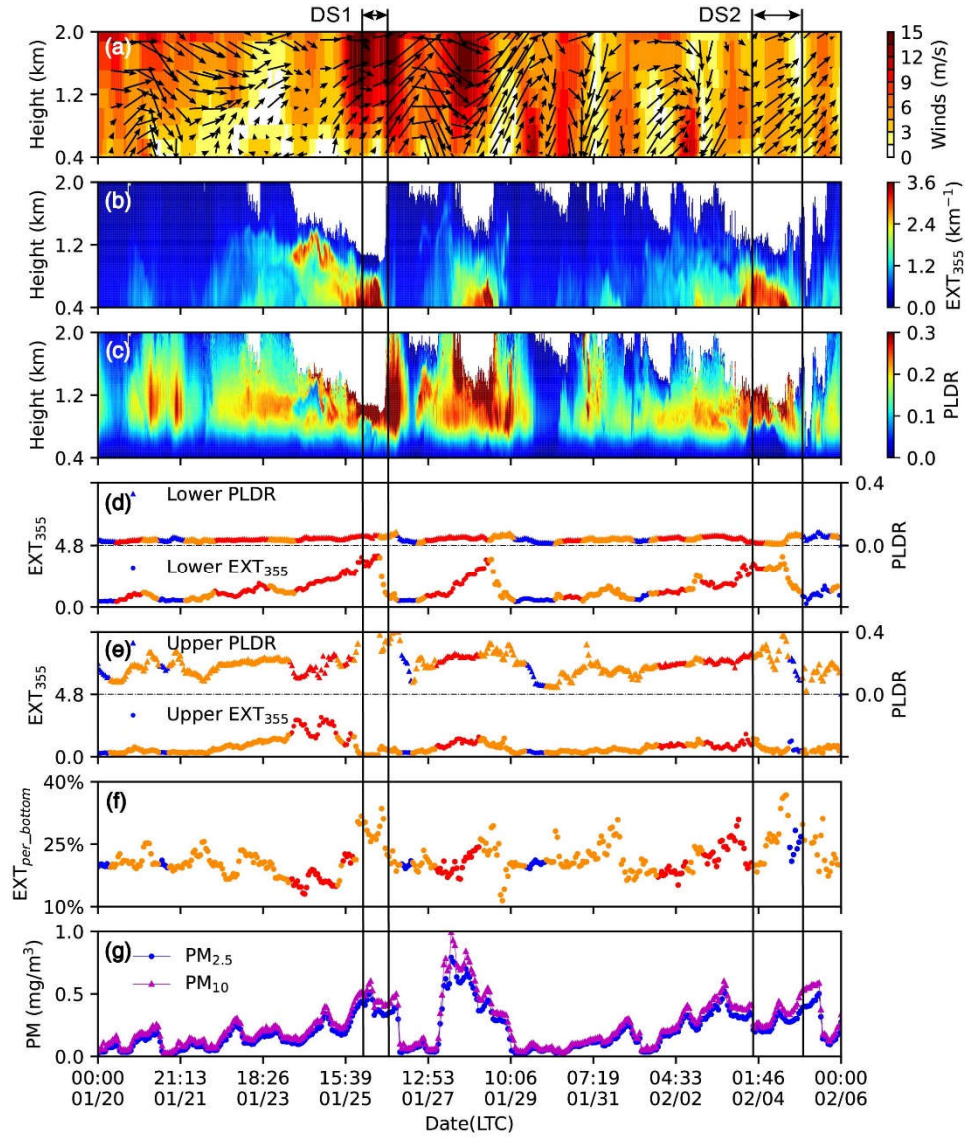 DS1 DS2
(a)
Height (km)
2.0
1.2
0.4
15
12
9
6
3
0
Winds (m/s)
(b)
Height (km)
2.0
1.2
0.4
3.6
2.4
1.2
0.0
EXT355 (km−1)
(c)
Height (km)
2.0
1.2
0.4
0.3
0.2
0.1
0.0
PLDR
(d)
Lower PLDR
EXT355
4.8
Lower EXT355
0.0
0.4
0.0
PLDR
(e)
Upper PLDR
EXT355
4.8
Upper EXT355
0.0
0.4
0.0
PLDR
(f)
EXTper_bottom
40%
25%
10%
(g)
PM (mg/m3)
1.0
0.5
0.0
PM2.5
PM10
00:00 21:13 18:26 15:39 12:53 10:06 07:19 04:33 01:46 00:00
01/20 01/21 01/23 01/25 01/27 01/29 01/31 02/02 02/04 02/06
Date(LTC)